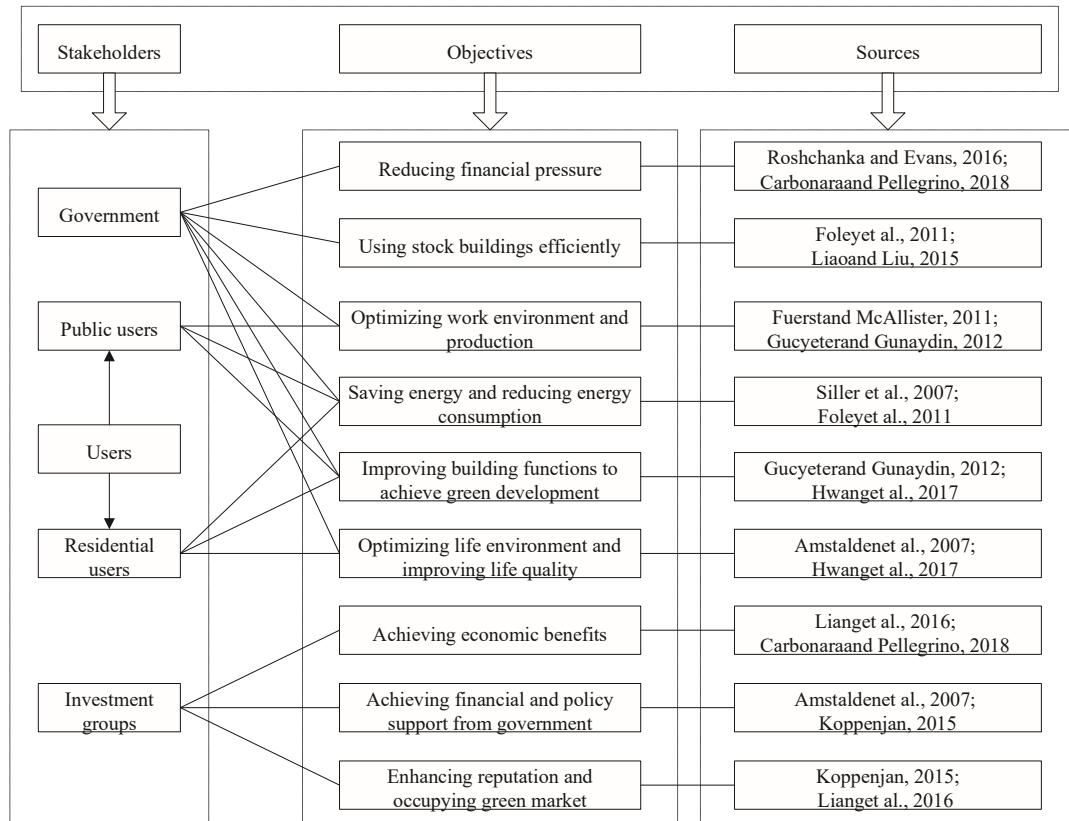 Stakeholders
Objectives
Sources
Government
Public users
Users
Residential
users
Investment
groups
Reducing financial pressure
Using stock buildings efficiently
Optimizing work environment and
production
Saving energy and reducing energy
consumption
Improving building functions to
achieve green development
Optimizing life environment and
improving life quality
Achieving economic benefits
Achieving financial and policy
support from government
Enhancing reputation and
occupying green market
Roshchanka and Evans, 2016;
Carbonaraand Pellegrino, 2018
Foleyet al., 2011;
Liaoand Liu, 2015
Fuerstand McAllister, 2011;
Gucyeterand Gunaydin, 2012
Siller et al., 2007;
Foleyet al., 2011
Gucyeterand Gunaydin, 2012;
Hwanget al., 2017
Amstaldenet al., 2007;
Hwanget al., 2017
Lianget al., 2016;
Carbonaraand Pellegrino, 2018
Amstaldenet al., 2007;
Koppenjan, 2015
Koppenjan, 2015;
Lianget al., 2016